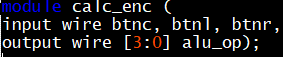 module calc_enc (
input wire btnc, btnl, btnr,
output wire [3:0] alu_op);